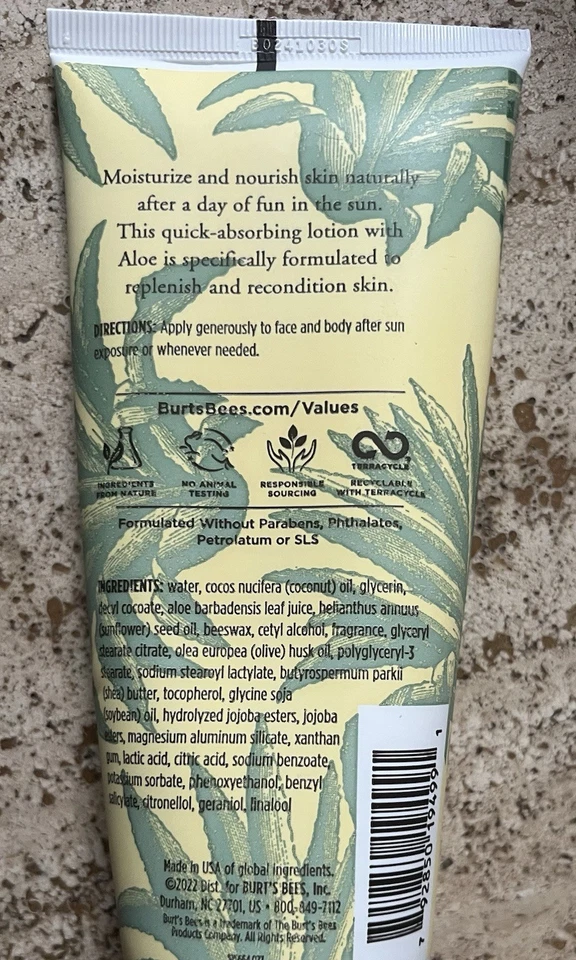 B0241030S
Moisturize and nourish skin naturally
after a day of fun in the sun.
This quick-absorbing lotion with
Aloe is specifically formulated to
replenish and recondition skin.
DIRECTIONS: Apply generously to face and body after sun
exposure or whenever needed.
BurtsBees.com/Values
INGREDIENTS
FROM NATURE
NO ANIMAL
TESTING
RESPONSIBLE
SOURCING
TERRACYCLE
RECYCLABLE
WITH TERRACYCLE
Formulated Without Parabens, Phthalates,
Petrolatum or SLS
INGREDIENTS: water, cocos nucifera (coconut) oil, glycerin,
decyl cocoate, aloe barbadensis leaf juice, helianthus annuus
(sunflower) seed oil, beeswax, cetyl alcohol, fragrance, glyceryl
stearate citrate, olea europea (olive) husk oil, polyglyceryl-3
stearate, sodium stearoyl lactylate, butyrospermum parkii
(shea) butter, tocopherol, glycine soja
(soybean) oil, hydrolyzed jojoba esters, jojoba
esters, magnesium aluminum silicate, xanthan
gum, lactic acid, citric acid, sodium benzoate,
potassium sorbate, phenoxyethanol, benzyl
salicylate, citronellol, geraniol, linalool
Made in USA of global ingredients.
©2022 Dist. for BURT'S BEES, Inc.
Durham, NC 27701, US • 800-849-7112
Burt's Bees is a trademark of The Burt's Bees
Products Company. All Rights Reserved.
7 92850 19499 1